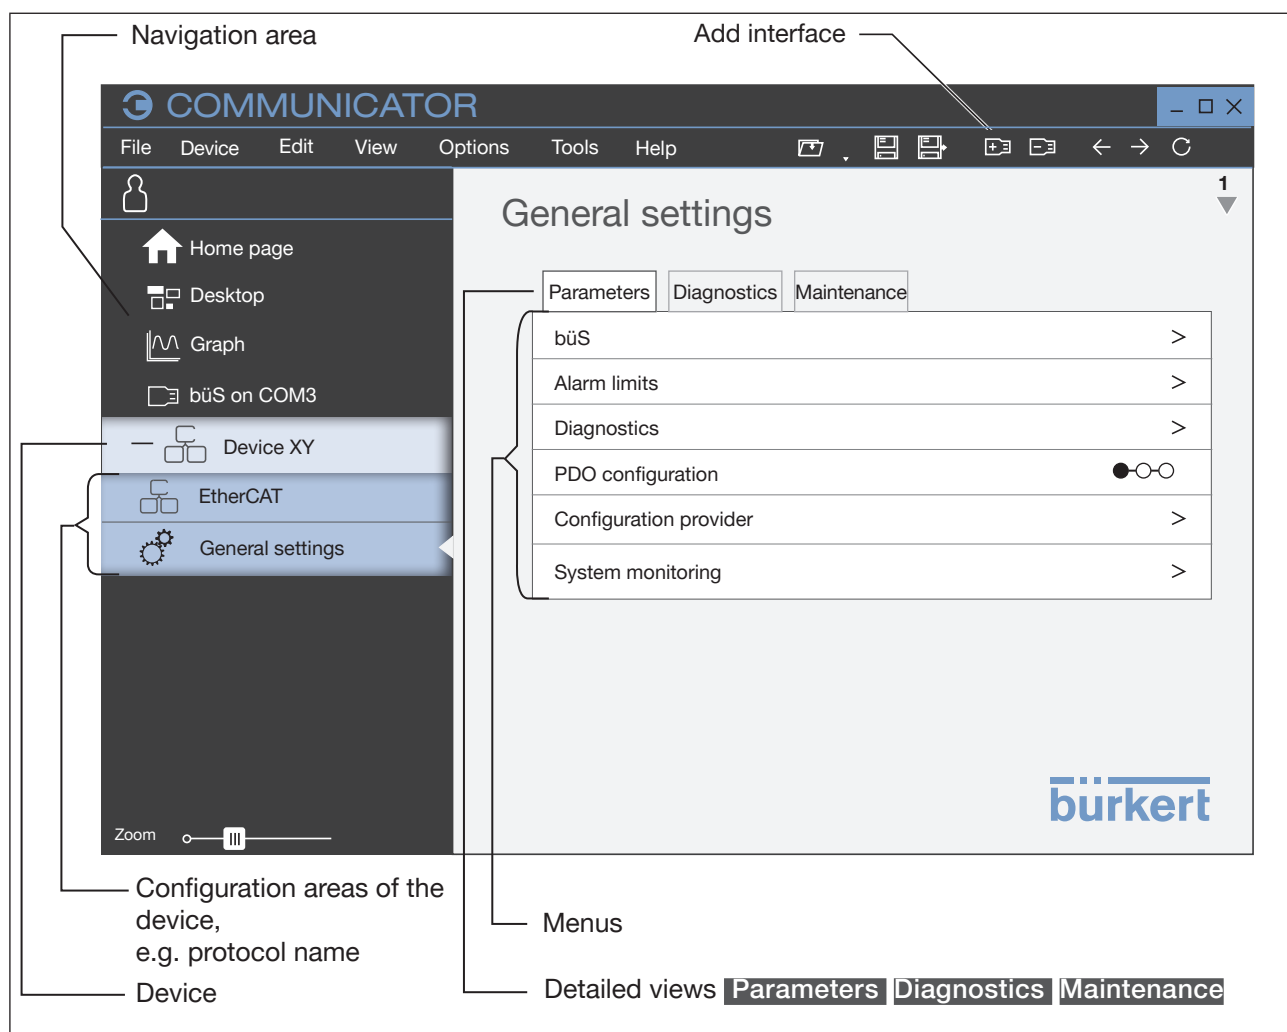 Navigation area
Add interface
COMMUNICATOR
File Device Edit View Options Tools Help
1
General settings
Home page
Desktop
Graph
büS on COM3
Device XY
EtherCAT
General settings
Parameters Diagnostics Maintenance
büS
Alarm limits
Diagnostics
PDO configuration
Configuration provider
System monitoring
bürkert
Zoom
Configuration areas of the
device,
e.g. protocol name
Device
Menus
Detailed views Parameters Diagnostics Maintenance